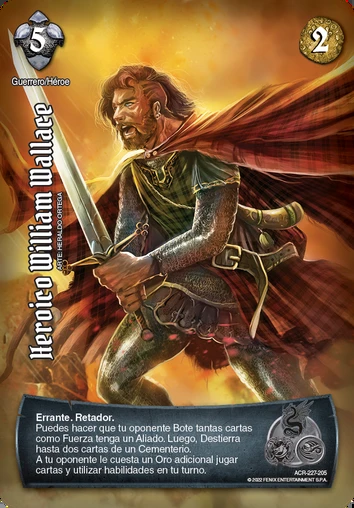 5
2
Guerrero/Héroe
Heroico William Wallace
ARTE: HERALDO ORTEGA
Errante. Retador.
Puedes hacer que tu oponente Bote tantas cartas
como Fuerza tenga un Aliado. Luego, Destierra
hasta dos cartas de un Cementerio.
A tu oponente le cuesta un Oro adicional jugar
cartas y utilizar habilidades en tu turno.
ACR-227-205
© 2022 FENIX ENTERTAINMENT S.P.A.